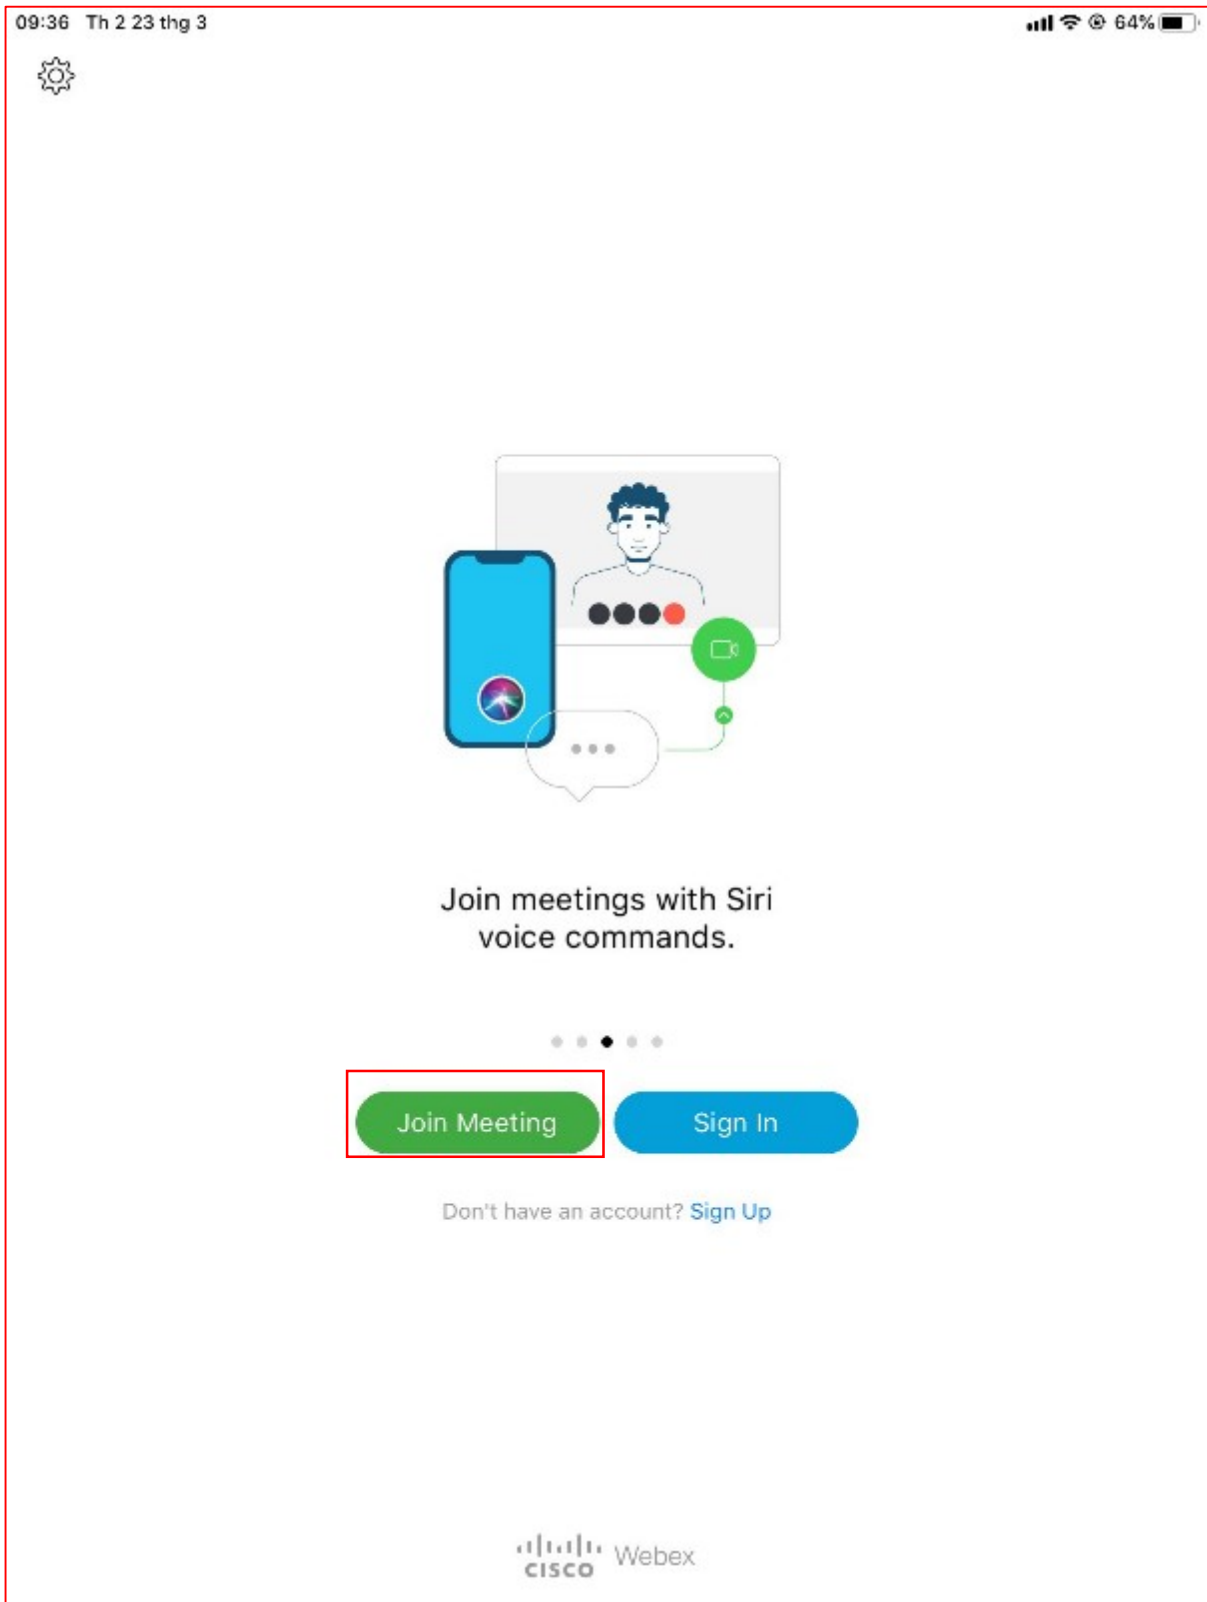 09:36 Th 2 23 thg 3 64%
Join meetings with Siri
voice commands.
Join Meeting Sign In
Don't have an account? Sign Up
CISCO Webex